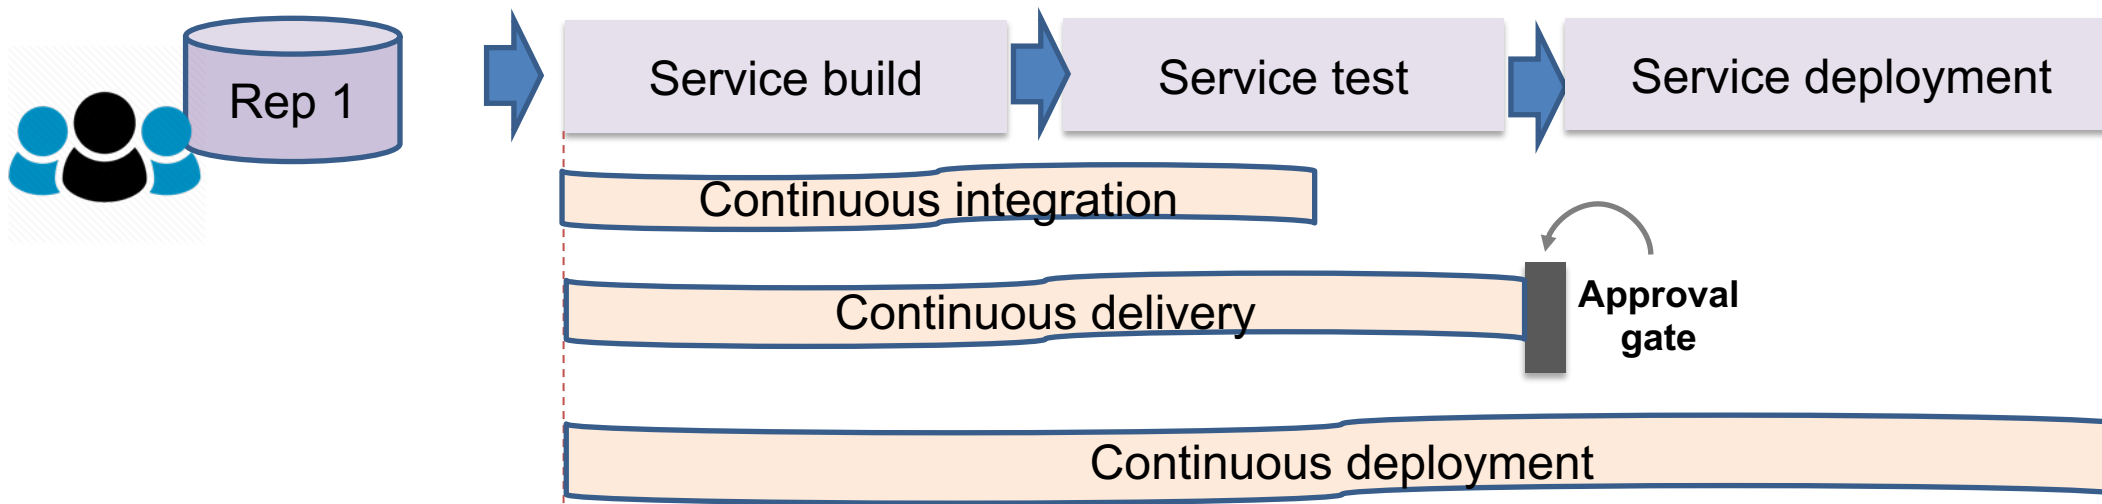 Rep 1
Service build
Service test
Service deployment
Continuous integration
Continuous delivery
Approval
gate
Continuous deployment